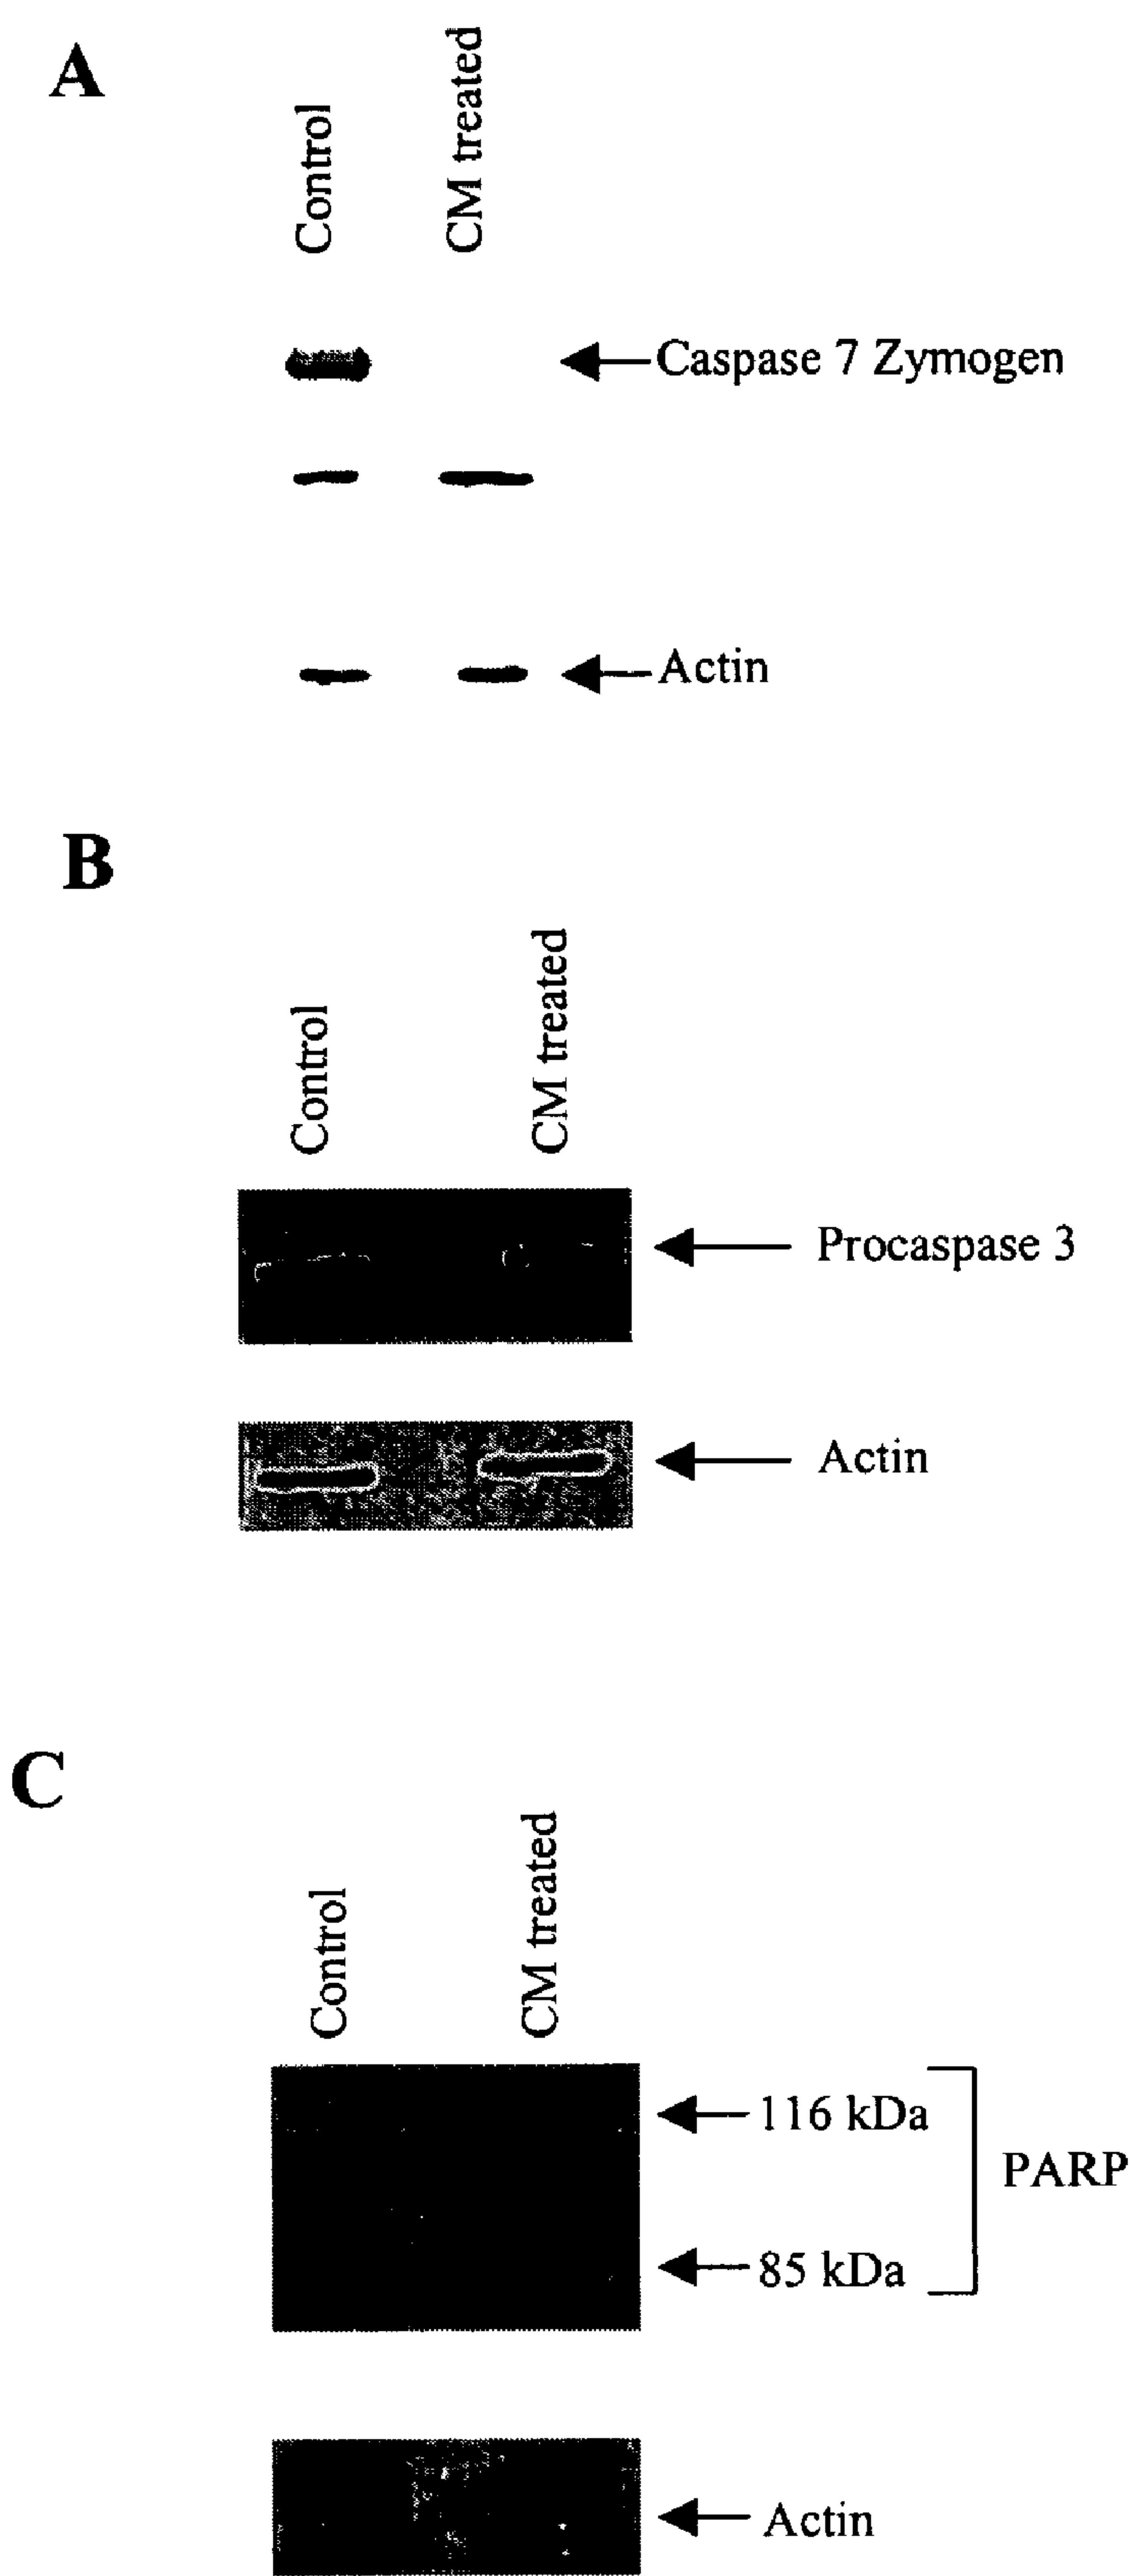 A
Control
CM treated
Caspase 7 Zymogen
Actin
B
Control
CM treated
Procaspase 3
Actin
C
Control
CM treated
116 kDa
PARP
85 kDa
Actin